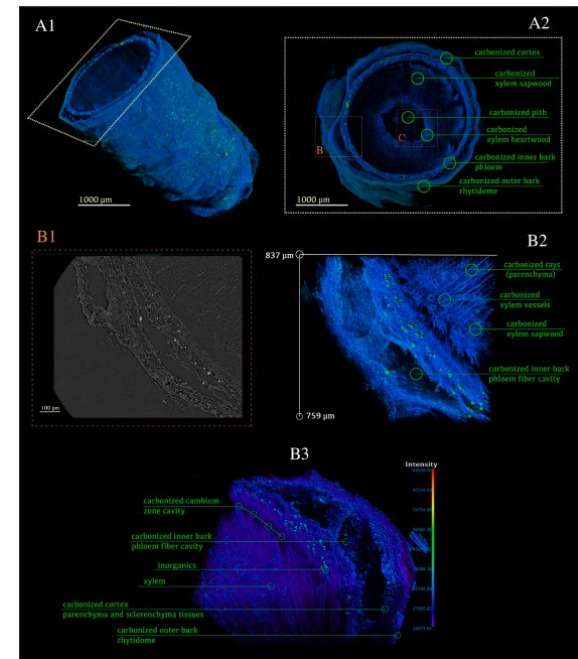 A1
A2
carbonized cortex
carbonized
xylem sapwood
carbonized pith
C
carbonized
xylem heartwood
B
carbonized inner bark
phloem
carbonized outer bark
rhytidome
1000 µm
1000 µm
B1
B2
837 µm
carbonized rays
(parenchyma)
carbonized
xylem vessels
carbonized
xylem sapwood
carbonized inner bark
phloem fiber cavity
100 µm
759 µm
B3
Intensity
carbonized cambium
zone cavity
carbonized inner bark
phloem fiber cavity
inorganics
xylem
carbonized cortex
parenchyma and sclerenchyma tissues
carbonized outer bark
rhytidome